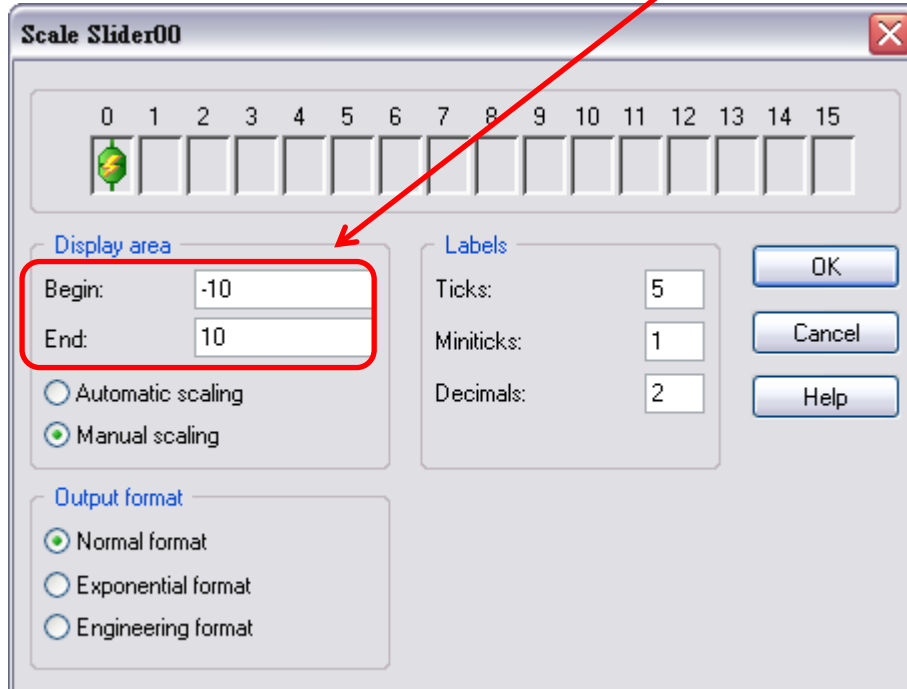 Scale Slider00
0 1 2 3 4 5 6 7 8 9 10 11 12 13 14 15
Display area
Begin: -10
End: 10
Automatic scaling
Manual scaling
Labels
Ticks: 5
Miniticks: 1
Decimals: 2
OK
Cancel
Help
Output format
Normal format
Exponential format
Engineering format